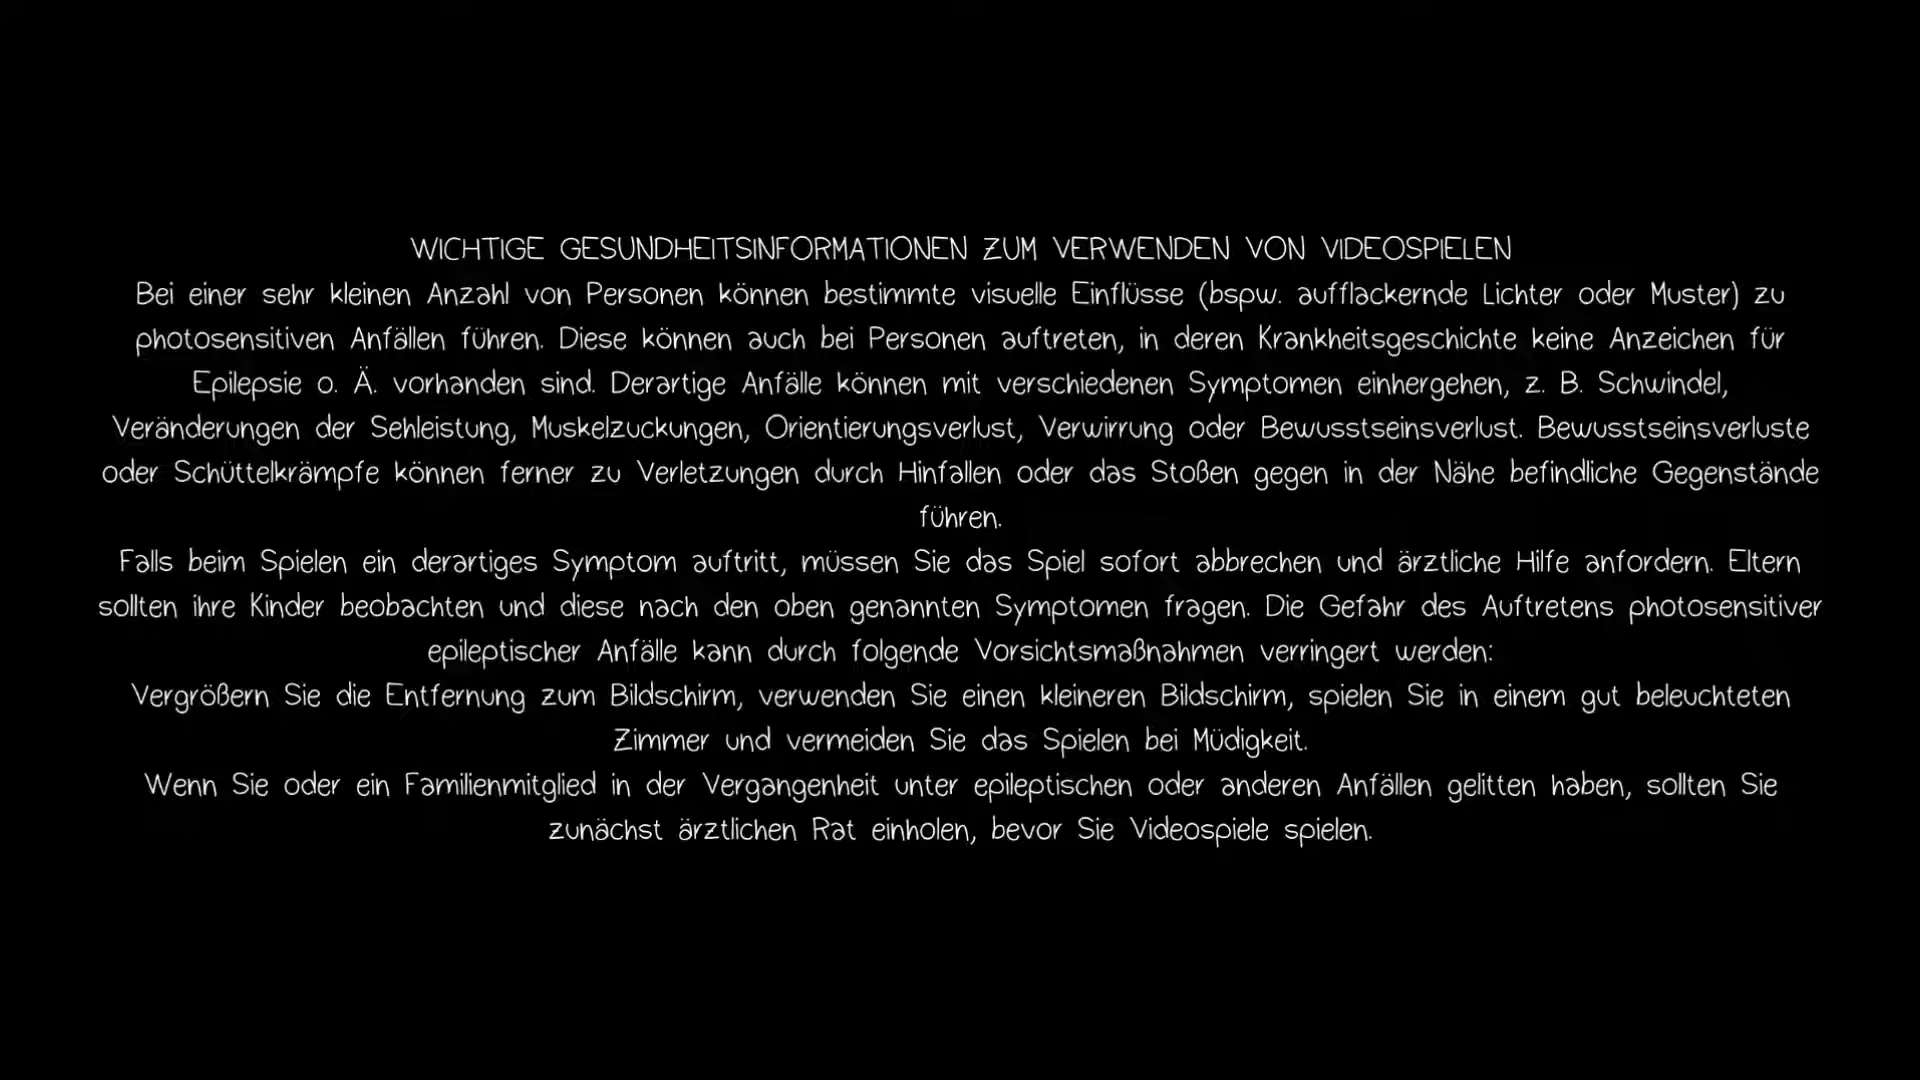 WICHTIGE GESUNDHEITSINFORMATIONEN ZUM VERWENDEN VON VIDEOSPIELEN
Bei einer sehr kleinen Anzahl von Personen können bestimmte visuelle Einflüsse (bspw. aufflackernde Lichter oder Muster) zu
photosensitiven Anfällen führen. Diese können auch bei Personen auftreten, in deren Krankheitsgeschichte keine Anzeichen für
Epilepsie o. Ä. vorhanden sind. Derartige Anfälle können mit verschiedenen Symptomen einhergehen, z. B. Schwindel,
Veränderungen der Sehleistung, Muskelzuckungen, Orientierungsverlust, Verwirrung oder Bewusstseinsverlust. Bewusstseinsverluste
oder Schüttelkrämpfe können ferner zu Verletzungen durch Hinfallen oder das Stoßen gegen in der Nähe befindliche Gegenstände
führen.
Falls beim Spielen ein derartiges Symptom auftritt, müssen Sie das Spiel sofort abbrechen und ärztliche Hilfe anfordern. Eltern
sollten ihre Kinder beobachten und diese nach den oben genannten Symptomen fragen. Die Gefahr des Auftretens photosensitiver
epileptischer Anfälle kann durch folgende Vorsichtsmaßnahmen verringert werden:
Vergrößern Sie die Entfernung zum Bildschirm, verwenden Sie einen kleineren Bildschirm, spielen Sie in einem gut beleuchteten
Zimmer und vermeiden Sie das Spielen bei Müdigkeit.
Wenn Sie oder ein Familienmitglied in der Vergangenheit unter epileptischen oder anderen Anfällen gelitten haben, sollten Sie
zunächst ärztlichen Rat einholen, bevor Sie Videospiele spielen.